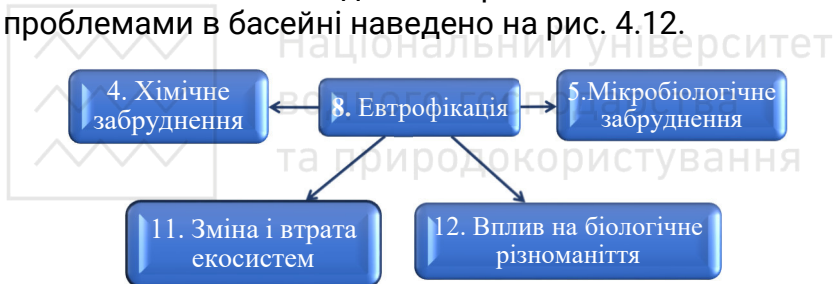 проблемами в басейні наведено на рис. 4.12.
Національний університет
водного господарства
та природокористування
4. Хімічне
забруднення
8. Евтрофікація
5.Мікробіологічне
забруднення
11. Зміна і втрата
екосистем
12. Вплив на біологічне
різноманіття